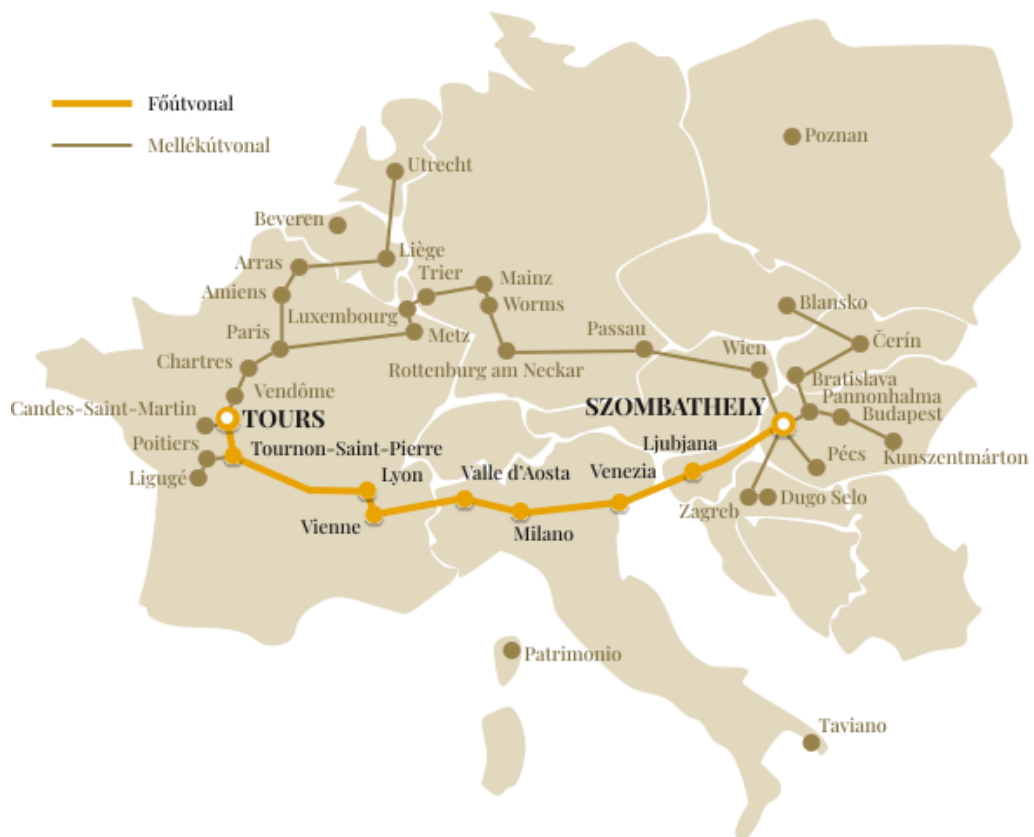 Főútvonal
Mellékútvonal
Poznan
Utrecht
Beveren
Liège
Arras
Trier
Mainz
Amiens
Luxembourg
Worms
Blansko
Paris
Metz
Passau
Wien
Čerín
Chartres
Rottenburg am Neckar
Bratislava
Vendôme
Pannonhalma
Candes-Saint-Martin
TOURS
SZOMBATHELY
Budapest
Poitiers
Tournon-Saint-Pierre
Ljubjana
Pécs
Kunszentmárton
Ligugé
Lyon
Valle d'Aosta
Venezia
Dugo Selo
Zagreb
Vienne
Milano
Patrimonio
Taviano